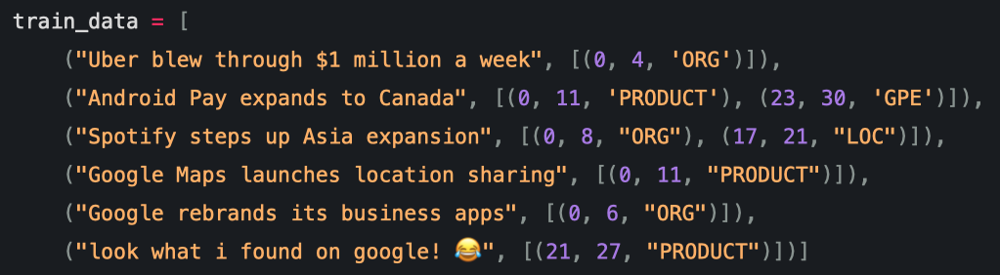 train_data = [
("Uber blew through $1 million a week", [(0, 4, 'ORG')]),
("Android Pay expands to Canada", [(0, 11, 'PRODUCT'), (23, 30, 'GPE')]),
("Spotify steps up Asia expansion", [(0, 8, "ORG"), (17, 21, "LOC")]),
("Google Maps launches location sharing", [(0, 11, "PRODUCT")]),
("Google rebrands its business apps", [(0, 6, "ORG")]),
("look what i found on google! 😂", [(21, 27, "PRODUCT")])]